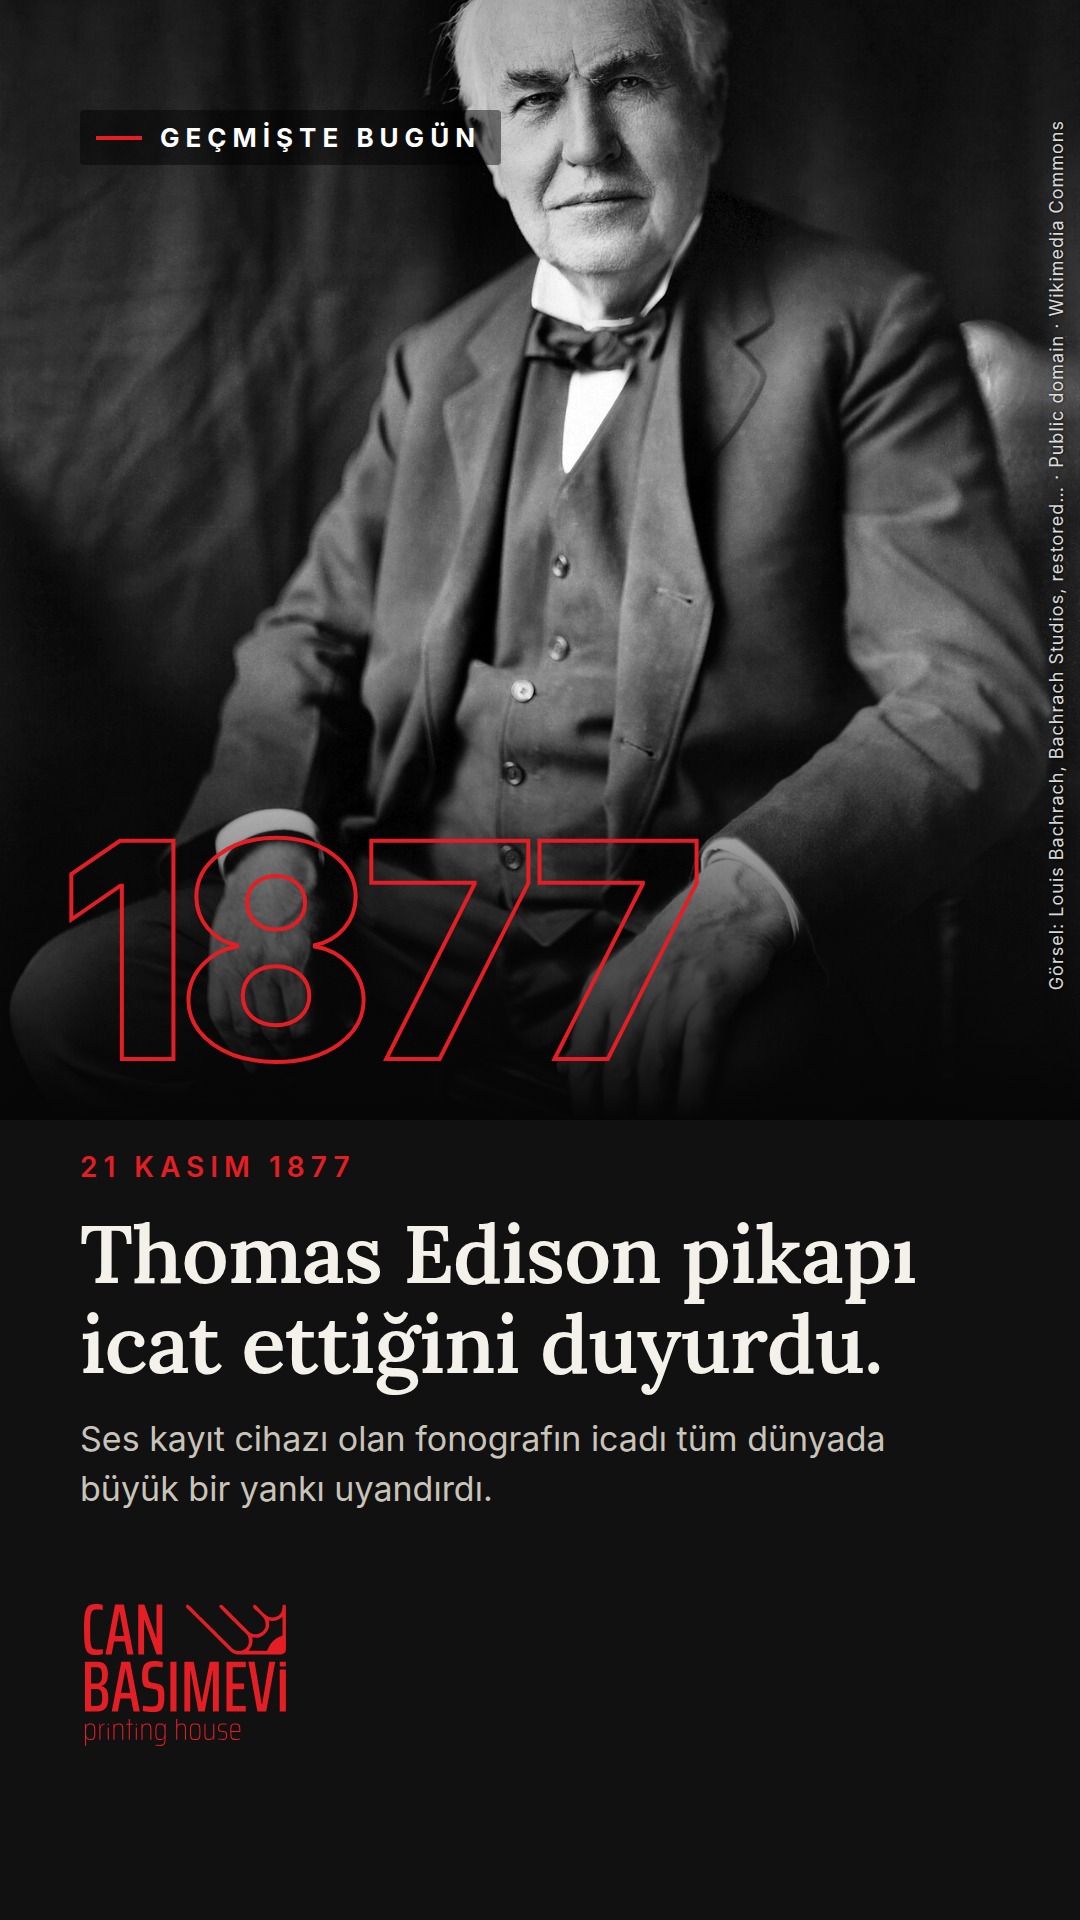 GEÇMİŞTE BUGÜN
Görsel: Louis Bachrach, Bachrach Studios, restored... · Public domain · Wikimedia Commons
1877
21 KASIM 1877
Thomas Edison pikapı
icat ettiğini duyurdu.
Ses kayıt cihazı olan fonografın icadı tüm dünyada
büyük bir yankı uyandırdı.
CAN
BASIMEVi
printing house